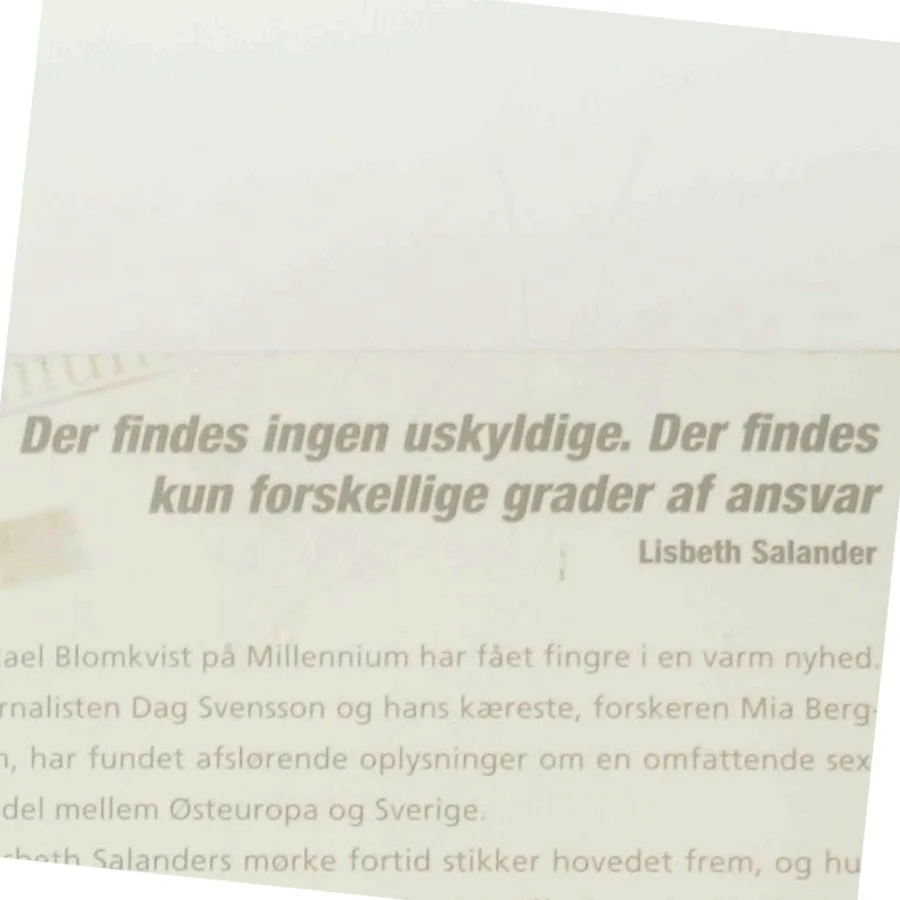 Der findes ingen uskyldige. Der findes
kun forskellige grader af ansvar
Lisbeth Salander
ael Blomkvist på Millennium har fået fingre i en varm nyhed.
rnalisten Dag Svensson og hans kæreste, forskeren Mia Berg-
n, har fundet afslørende oplysninger om en omfattende sex
del mellem Østeuropa og Sverige.
sbeth Salanders mørke fortid stikker hovedet frem, og hu